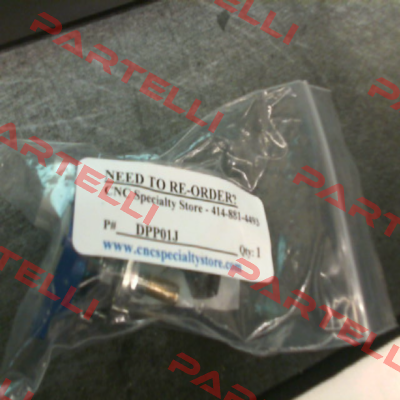 PARTELLI
PARTELLI
PARTELLI
PARTELLI
NEED TO RE-ORDER?
CNC Specialty Store - 414-881-4493
P# DPP01J Qty: 1
www.cncspecialtystore.com
PARTELLI